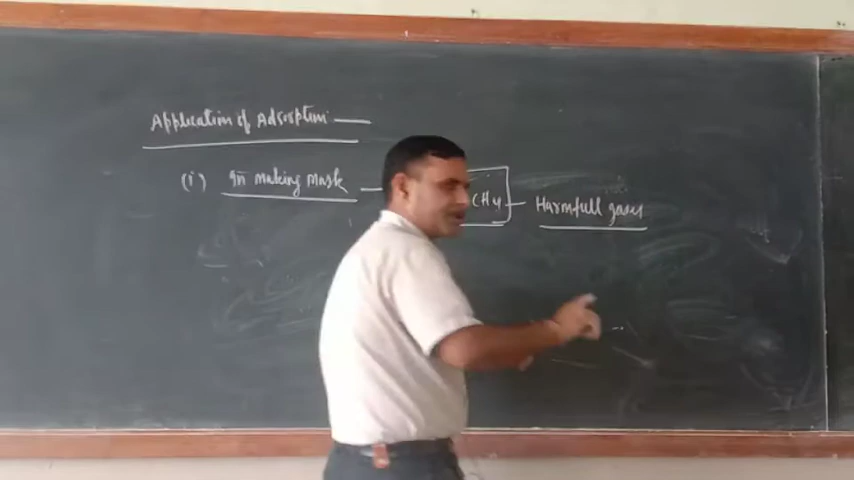 Application of Adsorption
(i) In making Mask CH4 Harmfull gases